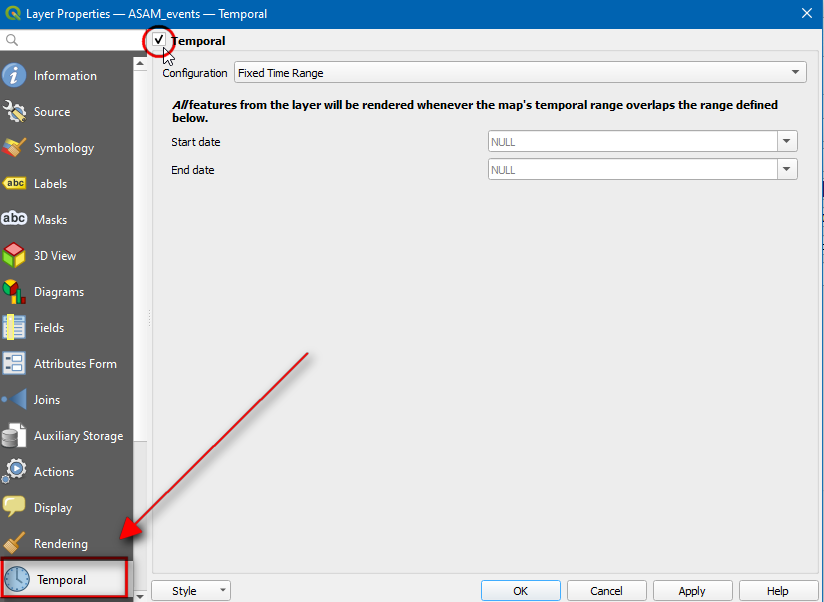 Layer Properties — ASAM_events — Temporal
Temporal
Information
Configuration Fixed Time Range
All features from the layer will be rendered whenever the map's temporal range overlaps the range defined
below.
Source
Start date NULL
Symbology
End date NULL
abc Labels
abc Masks
3D View
Diagrams
Fields
Attributes Form
Joins
Auxiliary Storage
Actions
Display
Rendering
Temporal
Style OK Cancel Apply Help